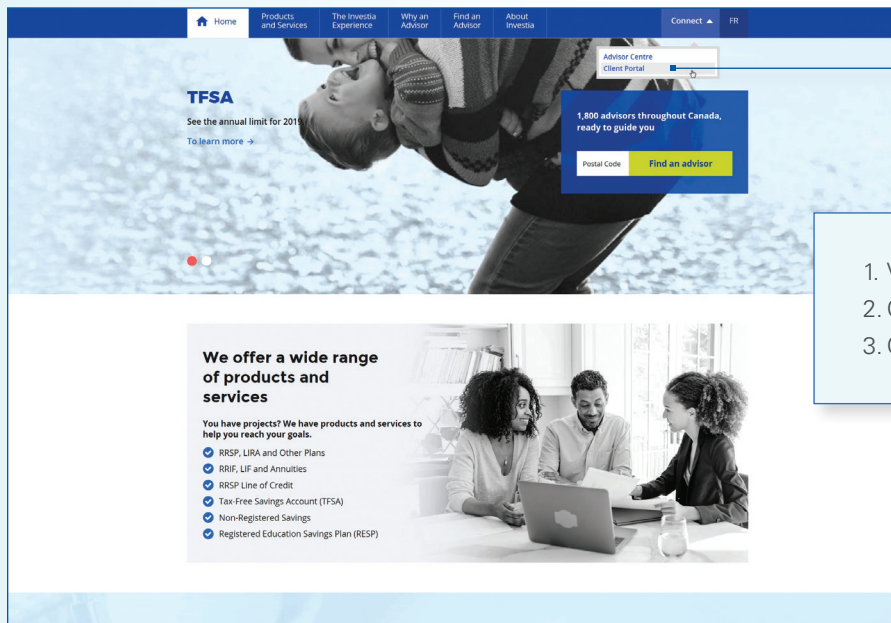 Home
Products
and Services
The Investia
Experience
Why an
Advisor
Find an
Advisor
About
Investia
Connect
FR
Advisor Centre
Client Portal
TFSA
See the annual limit for 2019
To learn more →
1,800 advisors throughout Canada,
ready to guide you
Postal Code
Find an advisor
1.
2.
3.
We offer a wide range
of products and
services
You have projects? We have products and services to
help you reach your goals.
RRSP, LIRA and Other Plans
RRIF, LIF and Annuities
RRSP Line of Credit
Tax-Free Savings Account (TFSA)
Non-Registered Savings
Registered Education Savings Plan (RESP)